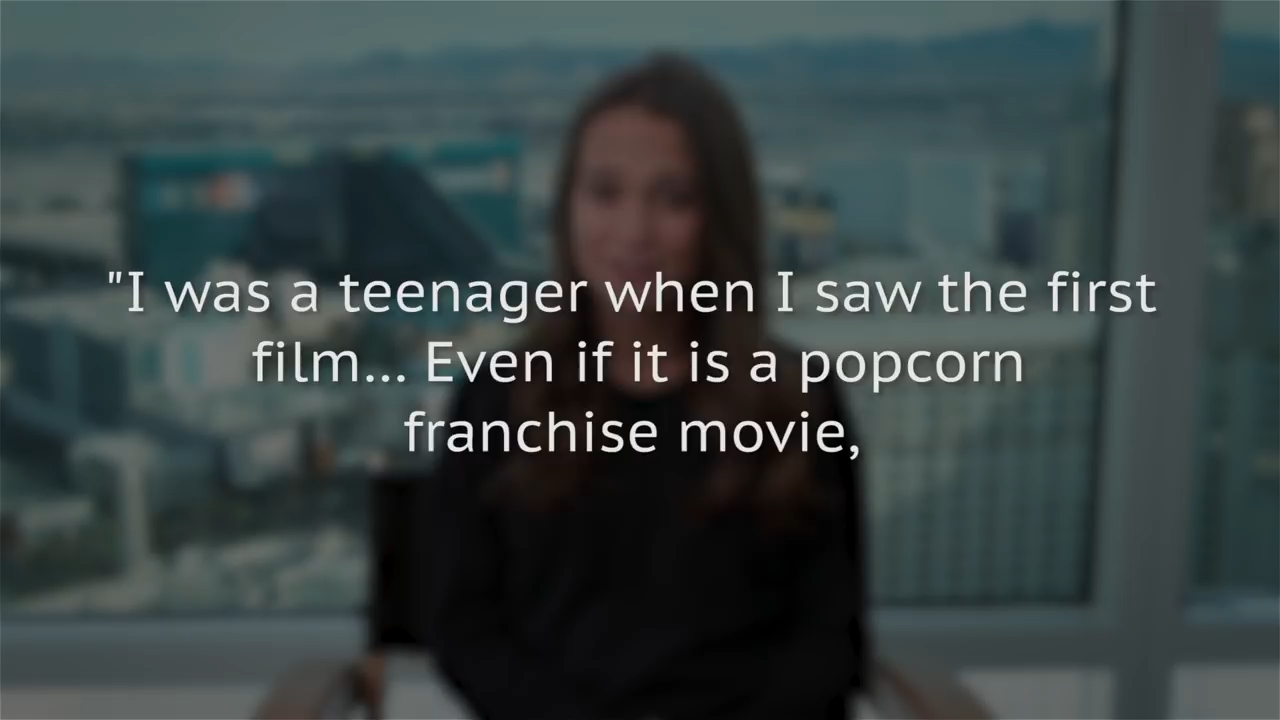 "I was a teenager when I saw the first
film... Even if it is a popcorn
franchise movie,